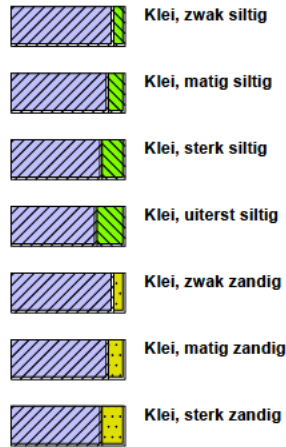 Klei, zwak siltig
Klei, matig siltig
Klei, sterk siltig
Klei, uiterst siltig
Klei, zwak zandig
Klei, matig zandig
Klei, sterk zandig